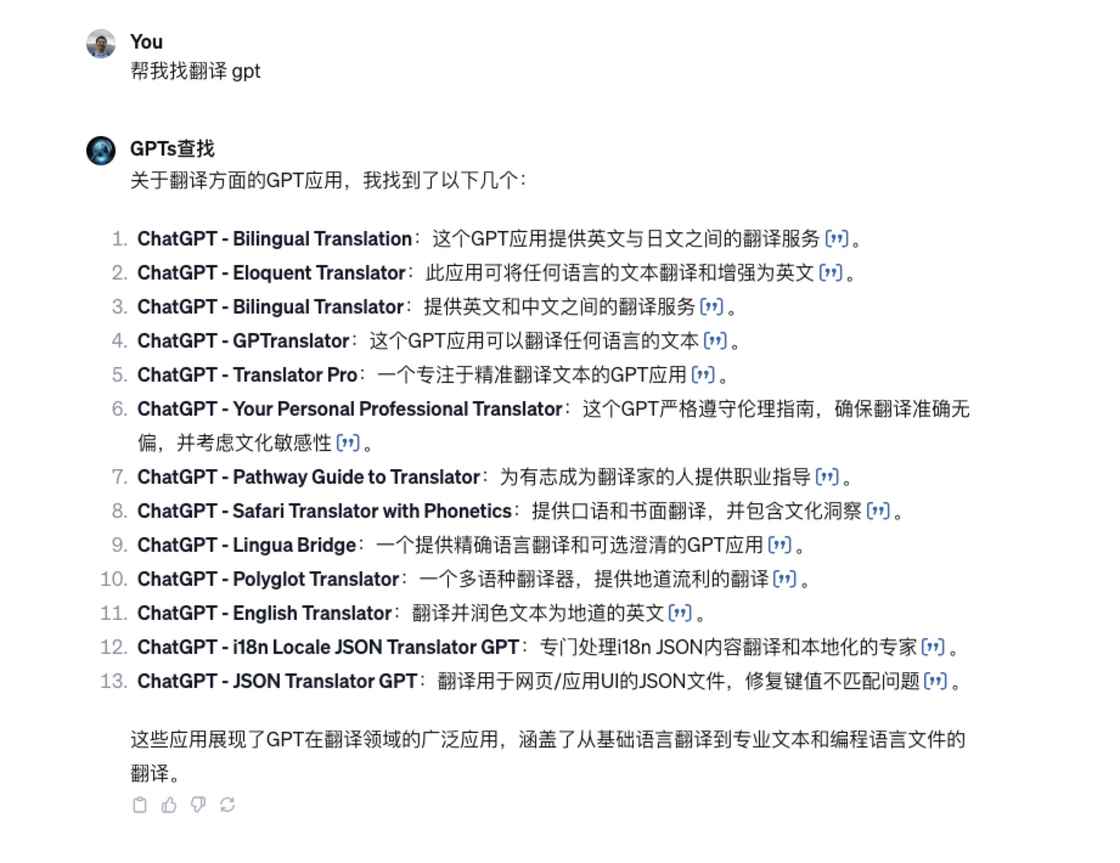 You
帮我找翻译 gpt
GPTs查找
关于翻译方面的GPT应用，我找到了以下几个：
1. ChatGPT - Bilingual Translation： 这个GPT应用提供英文与日文之间的翻译服务 [”] 。
2. ChatGPT - Eloquent Translator： 此应用可将任何语言的文本翻译和增强为英文 [”] 。
3. ChatGPT - Bilingual Translator： 提供英文和中文之间的翻译服务 [”] 。
4. ChatGPT - GPTranslator： 这个GPT应用可以翻译任何语言的文本 [”] 。
5. ChatGPT - Translator Pro： 一个专注于精准翻译文本的GPT应用 [”] 。
6. ChatGPT - Your Personal Professional Translator： 这个GPT严格遵守伦理指南，确保翻译准确无
偏，并考虑文化敏感性 [”] 。
7. ChatGPT - Pathway Guide to Translator： 为有志成为翻译家的人提供职业指导 [”] 。
8. ChatGPT - Safari Translator with Phonetics： 提供口语和书面翻译，并包含文化洞察 [”] 。
9. ChatGPT - Lingua Bridge： 一个提供精确语言翻译和可选澄清的GPT应用 [”] 。
10. ChatGPT - Polyglot Translator： 一个多语种翻译器，提供地道流利的翻译 [”] 。
11. ChatGPT - English Translator： 翻译并润色文本为地道的英文 [”] 。
12. ChatGPT - i18n Locale JSON Translator GPT： 专门处理i18n JSON内容翻译和本地化的专家 [”] 。
13. ChatGPT - JSON Translator GPT： 翻译用于网页/应用UI的JSON文件，修复键值不匹配问题 [”] 。
这些应用展现了GPT在翻译领域的广泛应用，涵盖了从基础语言翻译到专业文本和编程语言文件的
翻译。